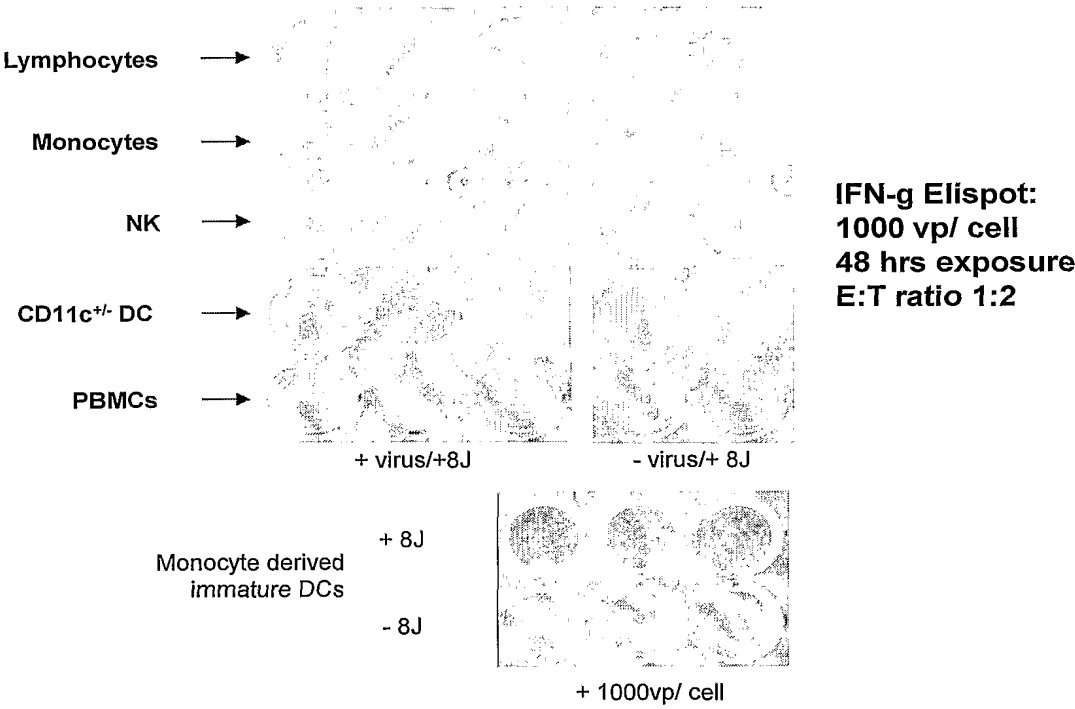 Lymphocytes
Monocytes
NK
CD11c+/- DC
PBMCs
+ virus/+8J
- virus/+ 8J
IFN-g Elispot:
1000 vp/ cell
48 hrs exposure
E:T ratio 1:2
Monocyte derived
immature DCs
+ 8J
- 8J
+ 1000vp/ cell